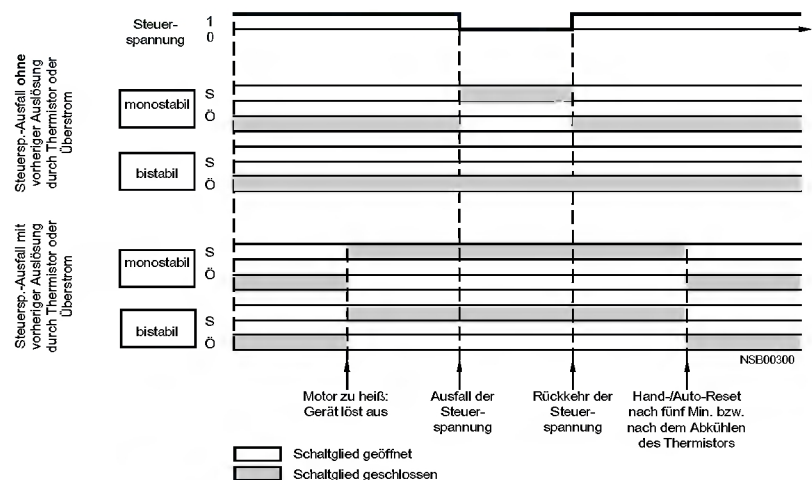 Steuer-
spannung
1
0
Steuersp.-Ausfall ohne
vorheriger Auslösung
durch Thermistor oder
Überstrom
monostabil
S
Ö
bistabil
S
Ö
Steuersp.-Ausfall mit
vorheriger Auslösung
durch Thermistor oder
Überstrom
monostabil
S
Ö
bistabil
S
Ö
NSB00300
Motor zu heiß:
Gerät löst aus
Ausfall der
Steuer-
spannung
Rückkehr der
Steuer-
spannung
Hand-/Auto-Reset
nach fünf Min. bzw.
nach dem Abkühlen
des Thermistors
Schaltglied geöffnet
Schaltglied geschlossen